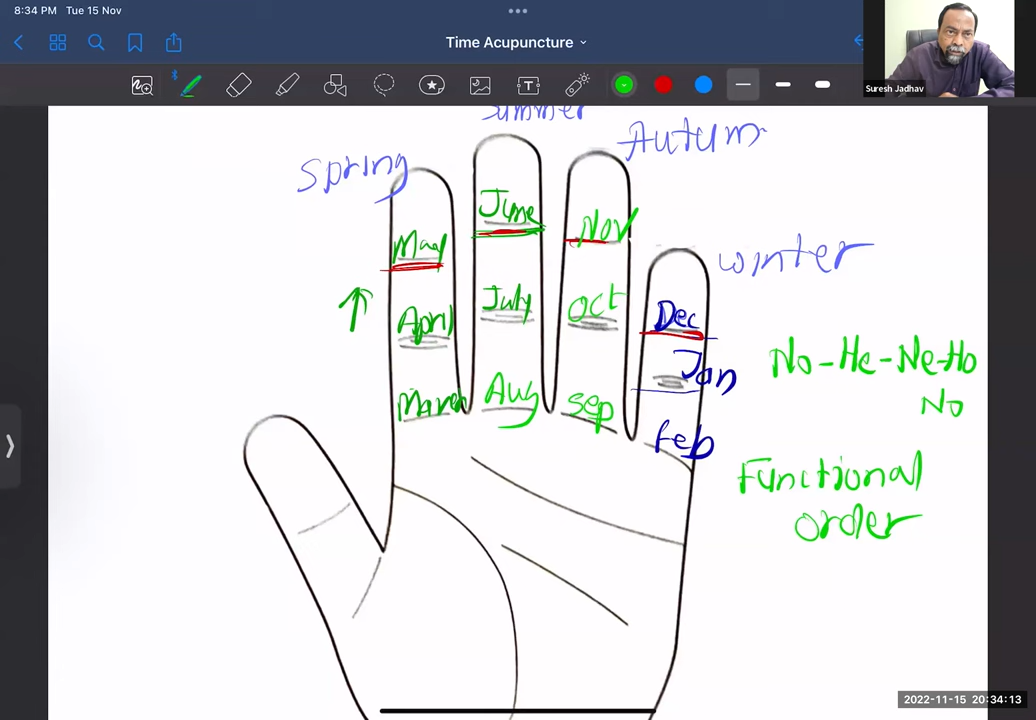 8:34 PM Tue 15 Nov
Time Acupuncture
Suresh Jadhav
Summer
Autum
Spring
June
Nov
May
winter
July
Oct
Dec
April
No-He-Ne-Ho
No
Jan
March
Aug
Sep
Feb
Functional
order
2022-11-15 20:34:13